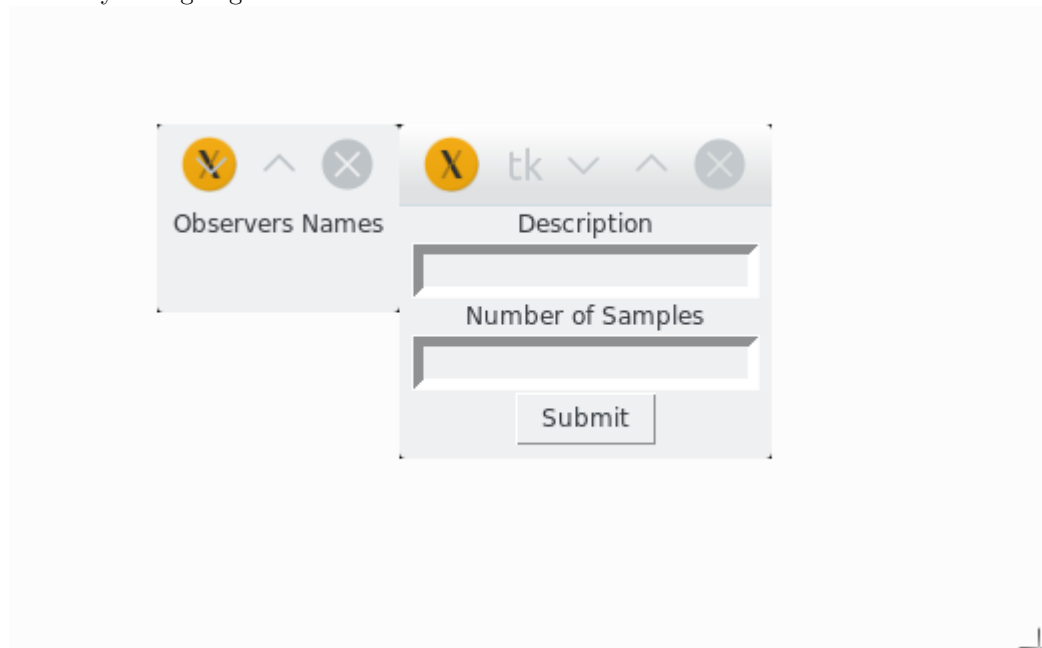 tk
Observers Names
Description
Number of Samples
Submit